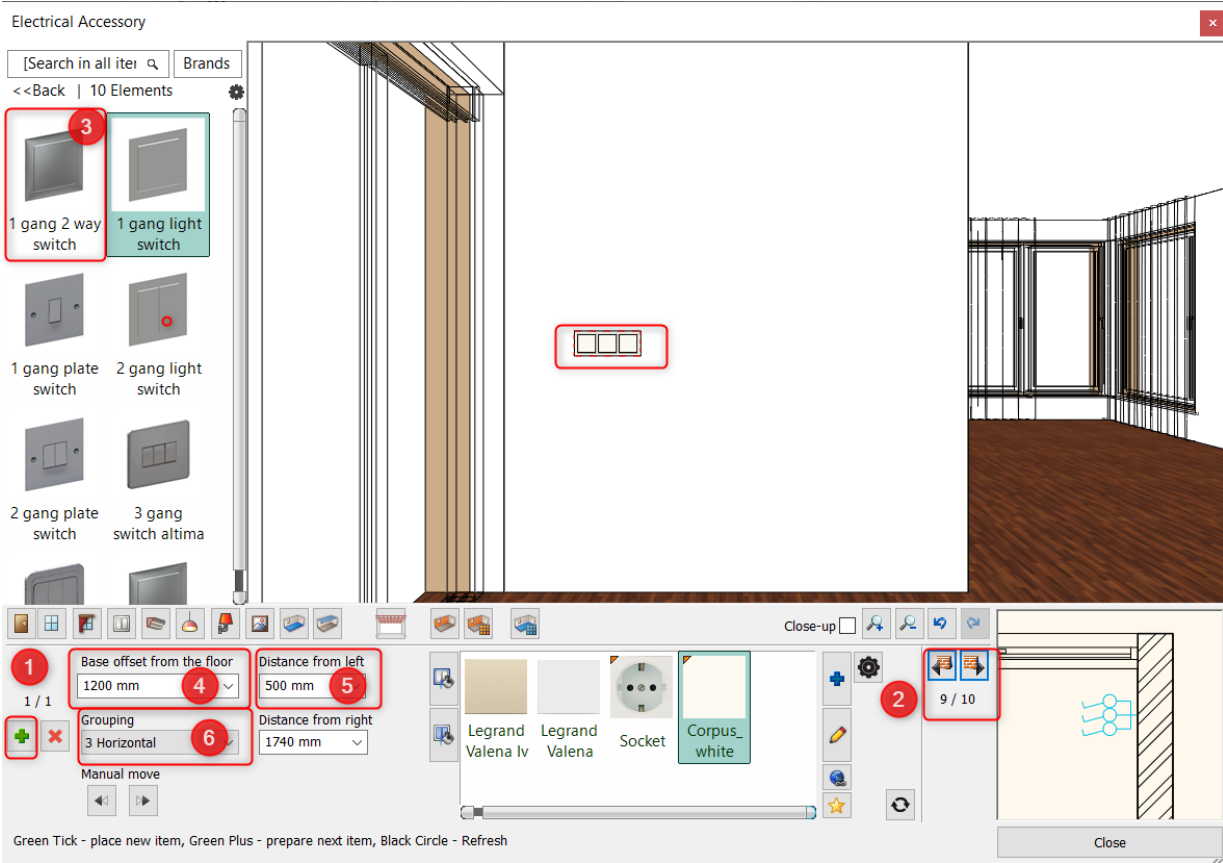 Electrical Accessory
[Search in all iter
Brands
<<Back | 10 Elements
3
1 gang 2 way
switch
1 gang light
switch
1 gang plate
switch
2 gang light
switch
2 gang plate
switch
3 gang
switch altima
Close-up
1
1 / 1
Base offset from the floor
1200 mm
4
Distance from left
500 mm
5
Grouping
3 Horizontal
6
Distance from right
1740 mm
Manual move
Legrand
Valena Iv
Legrand
Valena
Socket
Corpus_
white
2
9 / 10
Green Tick - place new item, Green Plus - prepare next item, Black Circle - Refresh
Close